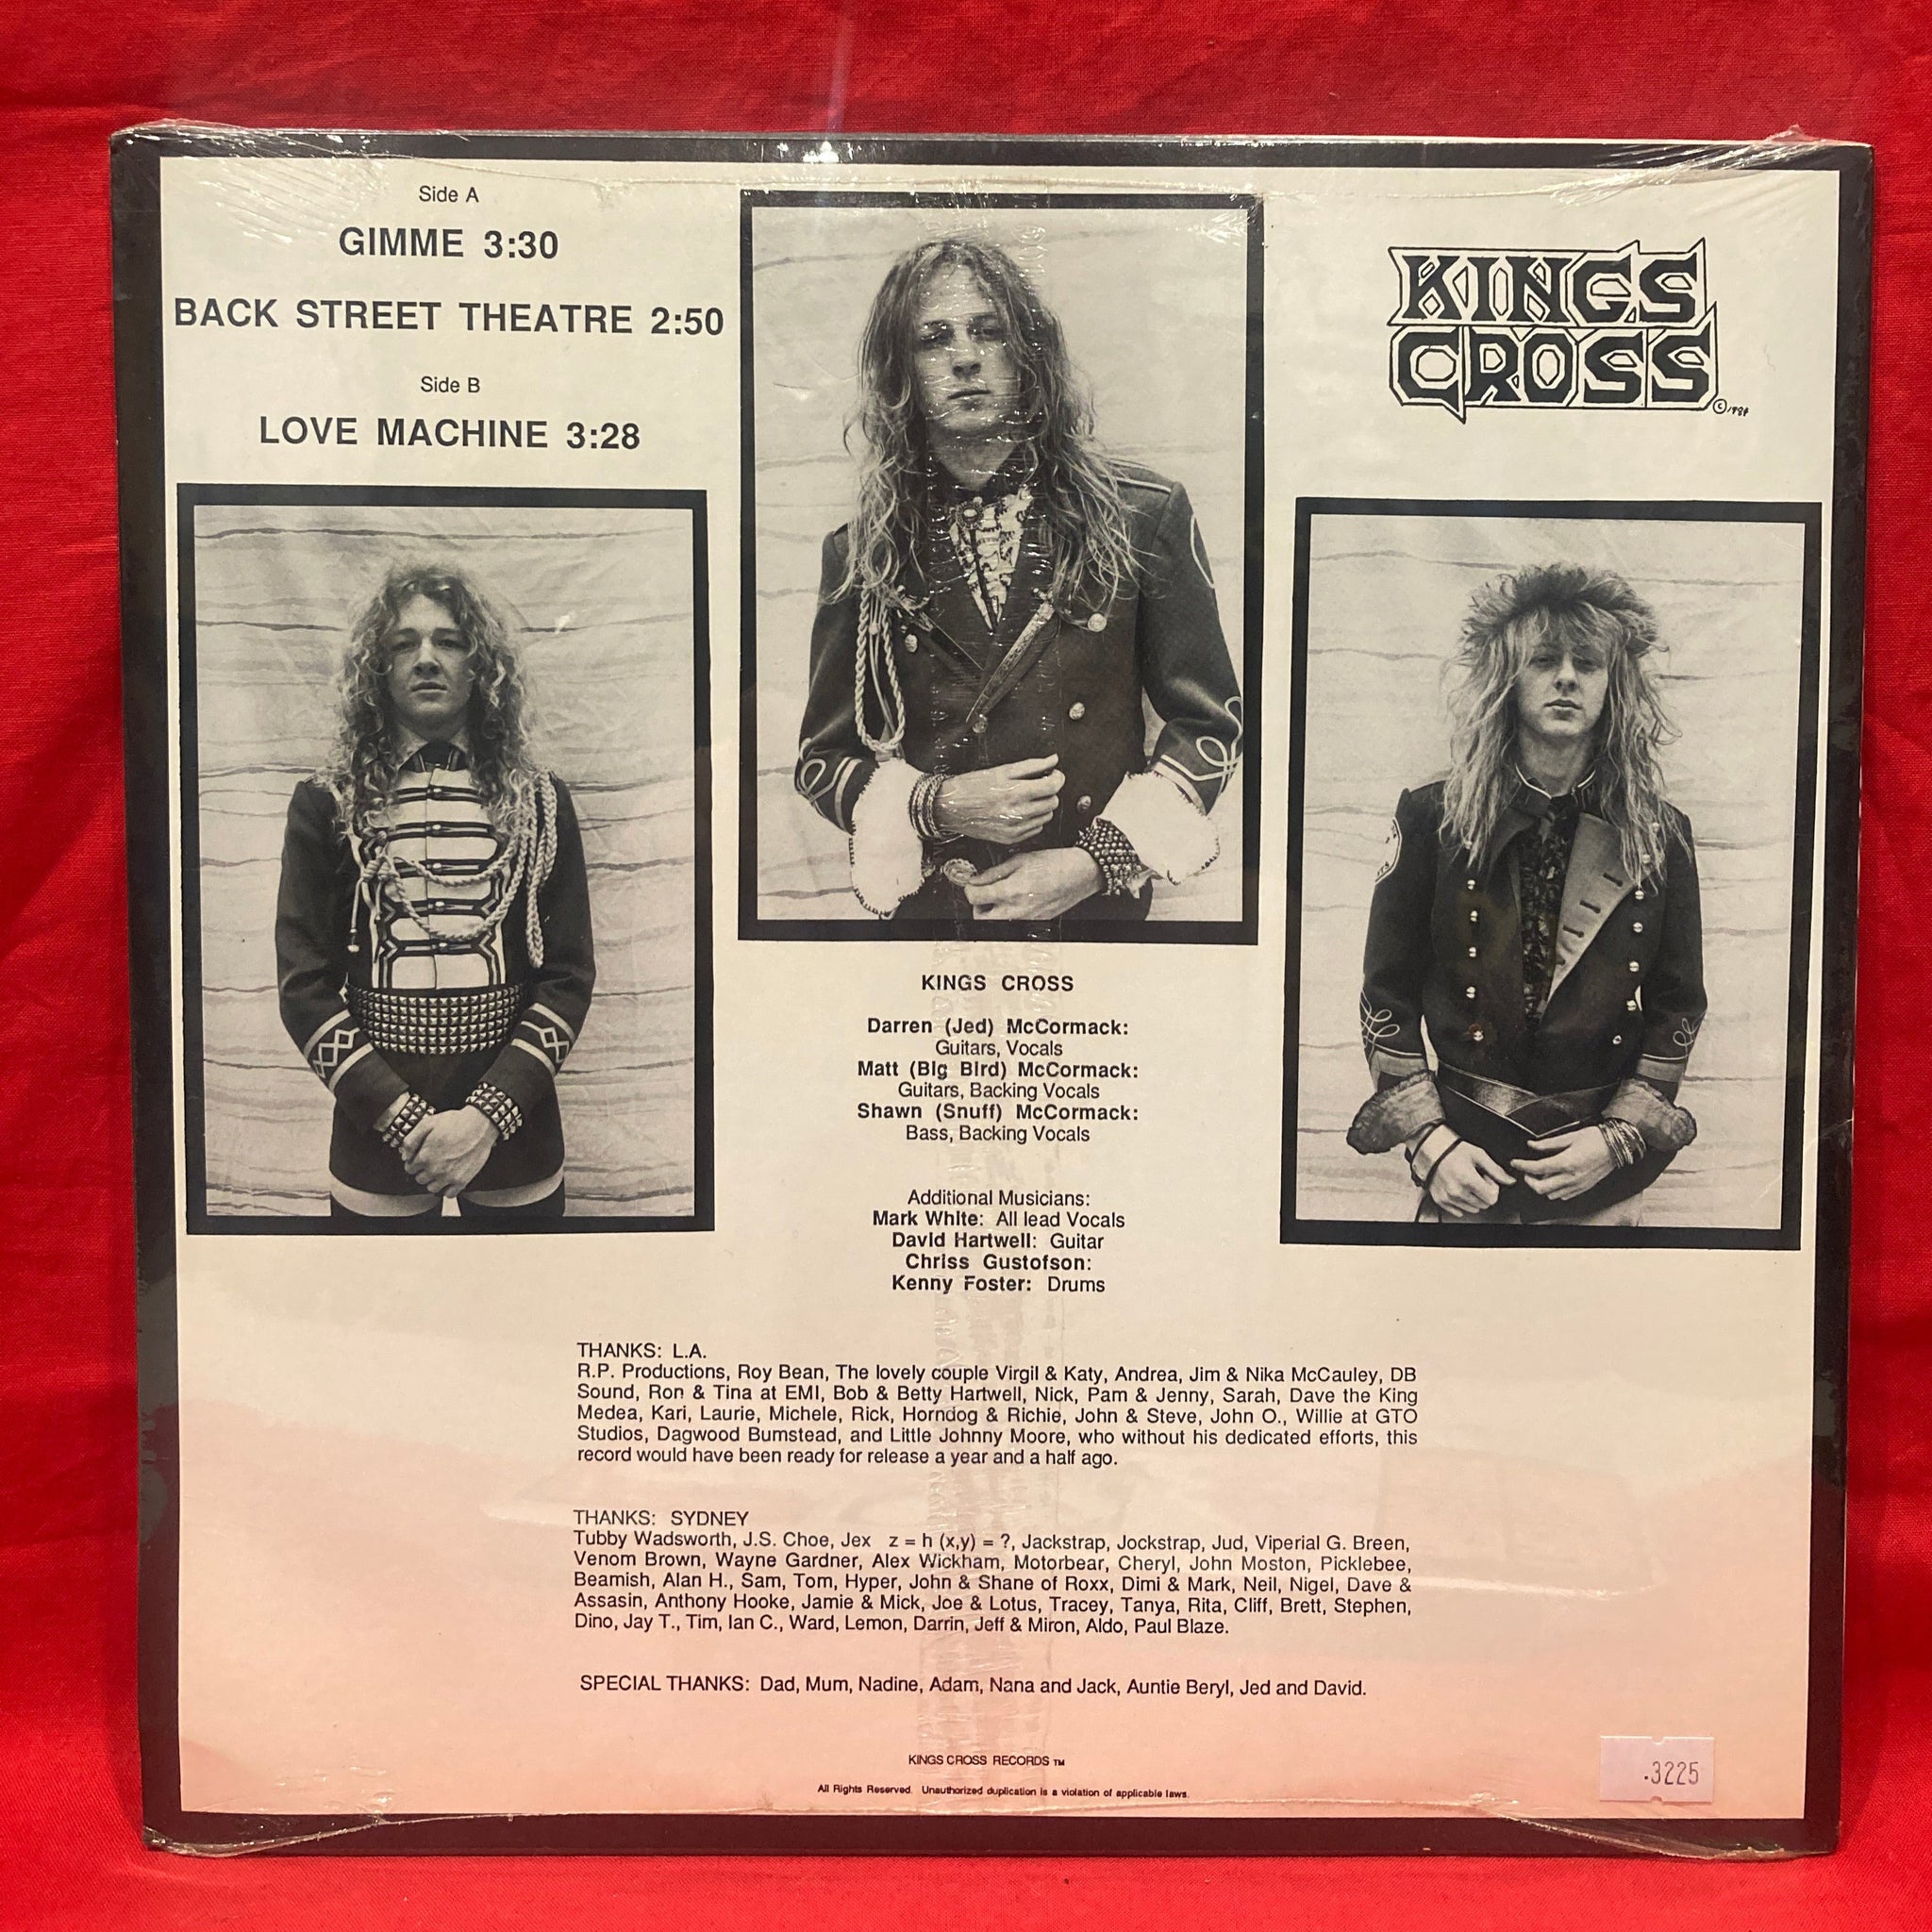 Side A
GIMME 3:30
BACK STREET THEATRE 2:50
Side B
LOVE MACHINE 3:28
KINGS
CROSS
KINGS CROSS
Darren (Jed) McCormack:
Guitars, Vocals
Matt (Big Bird) McCormack:
Guitars, Backing Vocals
Shawn (Snuff) McCormack:
Bass, Backing Vocals
Additional Musicians:
Mark White: All lead Vocals
David Hartwell: Guitar
Chriss Gustofson:
Kenny Foster: Drums
THANKS: L.A.
R.P. Productions, Roy Bean, The lovely couple Virgil & Katy, Andrea, Jim & Nika McCauley, DB
Sound, Ron & Tina at EMI, Bob & Betty Hartwell, Nick, Pam & Jenny, Sarah, Dave the King
Medea, Kari, Laurie, Michele, Rick, Horndog & Richie, John & Steve, John O., Willie at GTO
Studios, Dagwood Bumstead, and Little Johnny Moore, who without his dedicated efforts, this
record would have been ready for release a year and a half ago.
THANKS: SYDNEY
Tubby Wadsworth, J.S. Choe, Jex z = h (x,y) = ?, Jackstrap, Jockstrap, Jud, Viperial G. Breen,
Venom Brown, Wayne Gardner, Alex Wickham, Motorbear, Cheryl, John Moston, Picklebee,
Beamish, Alan H., Sam, Tom, Hyper, John & Shane of Roxx, Dimi & Mark, Neil, Nigel, Dave &
Assasin, Anthony Hooke, Jamie & Mick, Joe & Lotus, Tracey, Tanya, Rita, Cliff, Brett, Stephen,
Dino, Jay T., Tim, Ian C., Ward, Lemon, Darrin, Jeff & Miron, Aldo, Paul Blaze.
SPECIAL THANKS: Dad, Mum, Nadine, Adam, Nana and Jack, Auntie Beryl, Jed and David.
KINGS CROSS RECORDS TM
All Rights Reserved. Unauthorized duplication is a violation of applicable laws.
.3225